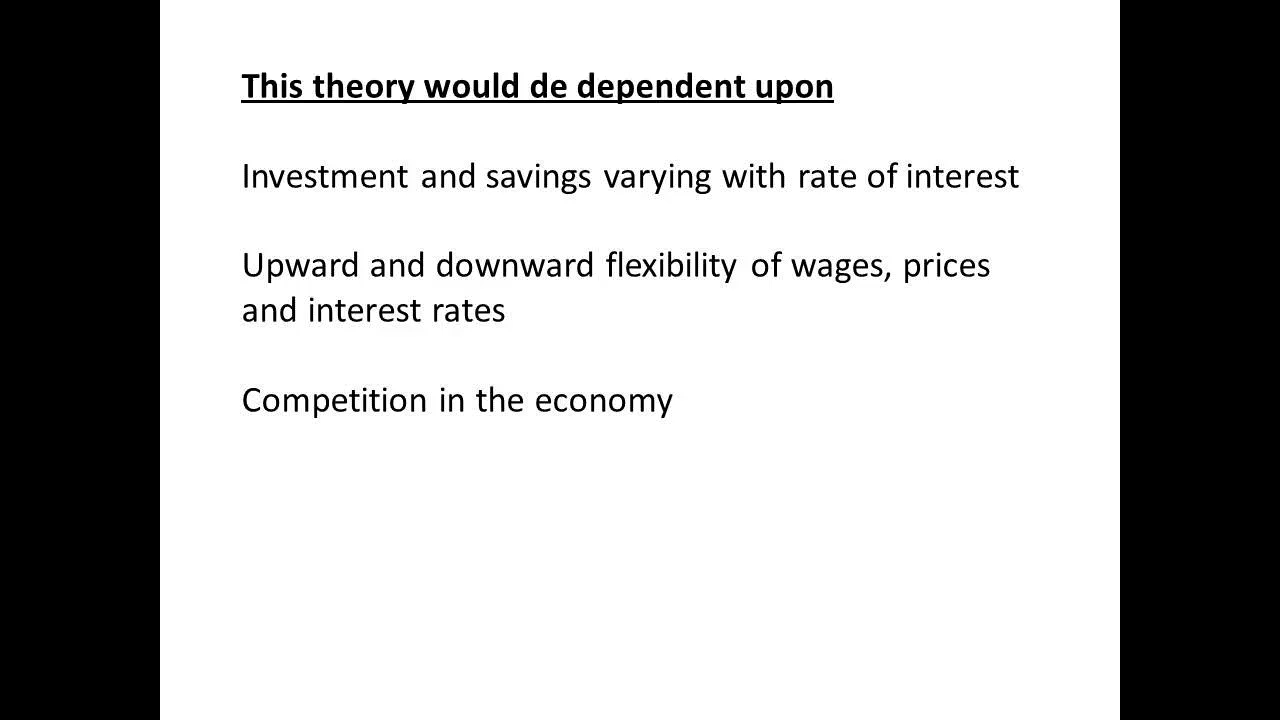 This theory would de dependent upon
Investment and savings varying with rate of interest
Upward and downward flexibility of wages, prices
and interest rates
Competition in the economy